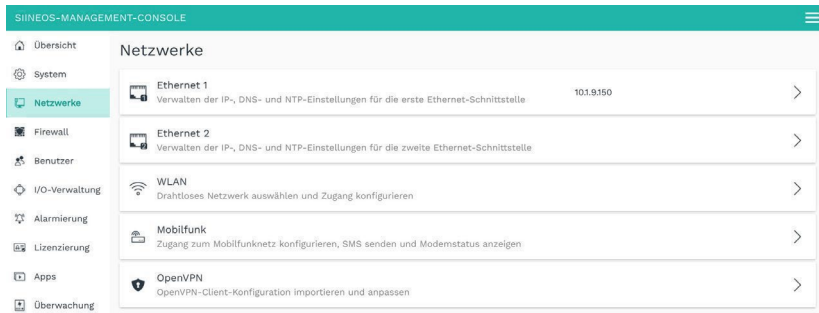 SIINEOS-MANAGEMENT-CONSOLE
Übersicht
System
Netzwerke
Firewall
Benutzer
I/O-Verwaltung
Alarmierung
Lizenzierung
Apps
Überwachung
Netzwerke
Ethernet 1
Verwalten der IP-, DNS- und NTP-Einstellungen für die erste Ethernet-Schnittstelle
10.1.9.150
Ethernet 2
Verwalten der IP-, DNS- und NTP-Einstellungen für die zweite Ethernet-Schnittstelle
WLAN
Drahtloses Netzwerk auswählen und Zugang konfigurieren
Mobilfunk
Zugang zum Mobilfunknetz konfigurieren, SMS senden und Modemstatus anzeigen
OpenVPN
OpenVPN-Client-Konfiguration importieren und anpassen